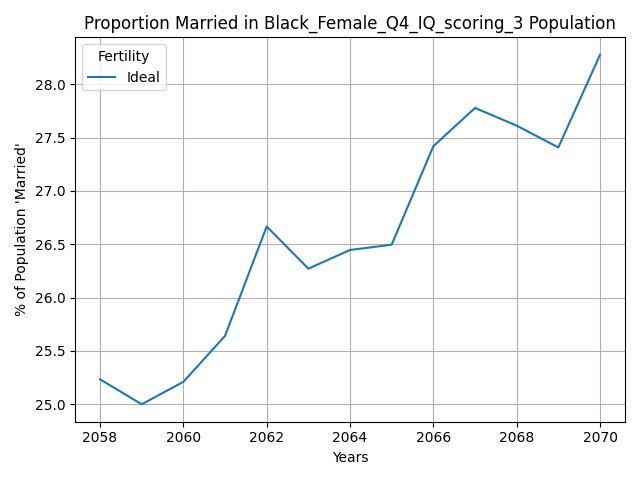 Proportion Married in Black_Female_Q4_IQ_scoring_3 Population
Fertility
Ideal
28.0
27.5
27.0
26.5
26.0
25.5
25.0
% of Population 'Married'
2058 2060 2062 2064 2066 2068 2070
Years